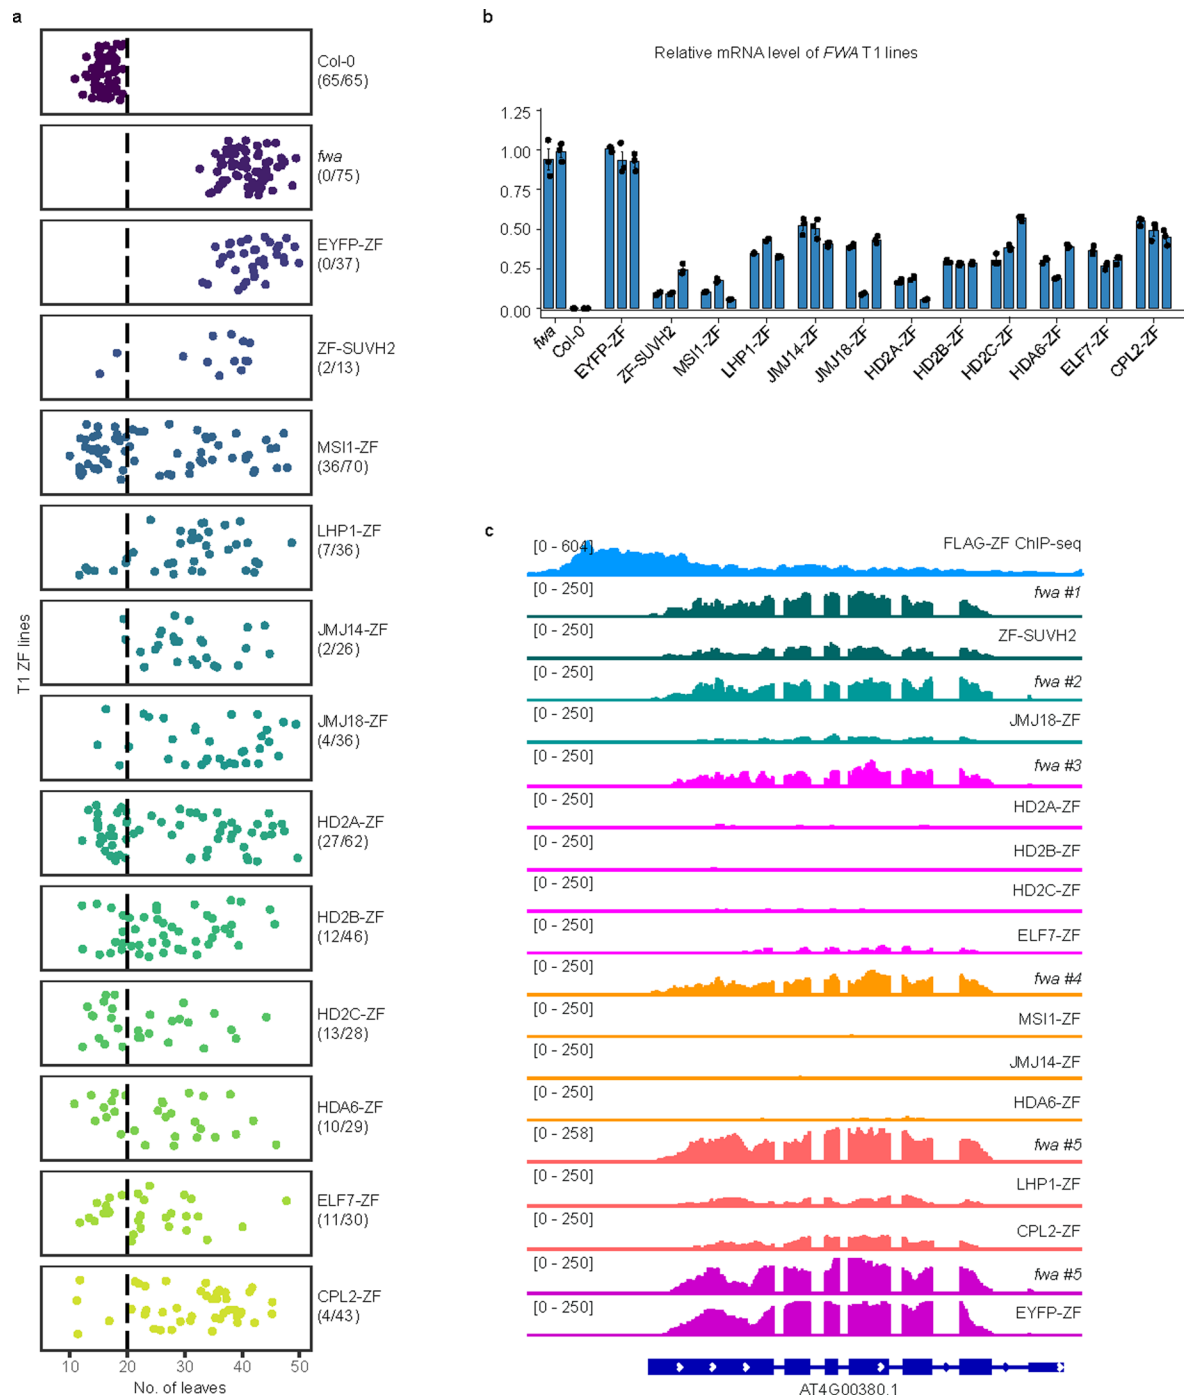 a
Col-0
(65/65)
fwa
(0/75)
EYFP-ZF
(0/37)
ZF-SUVH2
(2/13)
MSI1-ZF
(36/70)
LHP1-ZF
(7/36)
JMJ14-ZF
(2/26)
JMJ18-ZF
(4/36)
HD2A-ZF
(27/62)
HD2B-ZF
(12/46)
HD2C-ZF
(13/28)
HDA6-ZF
(10/29)
ELF7-ZF
(11/30)
CPL2-ZF
(4/43)
T1 ZF lines
10 20 30 40 50
No. of leaves
b
Relative mRNA level of FWA T1 lines
1.25
1.00
0.75
0.50
0.25
0.00
fwa
Col-0
EYFP-ZF
ZF-SUVH2
MSI1-ZF
LHP1-ZF
JMJ14-ZF
JMJ18-ZF
HD2A-ZF
HD2B-ZF
HD2C-ZF
HDA6-ZF
ELF7-ZF
CPL2-ZF
c
[0 - 604] FLAG-ZF ChIP-seq
[0 - 250] fwa #1
[0 - 250] ZF-SUVH2
[0 - 250] fwa #2
[0 - 250] JMJ18-ZF
[0 - 250] fwa #3
[0 - 250] HD2A-ZF
[0 - 250] HD2B-ZF
[0 - 250] HD2C-ZF
[0 - 250] ELF7-ZF
[0 - 250] fwa #4
[0 - 250] MSI1-ZF
[0 - 250] JMJ14-ZF
[0 - 250] HDA6-ZF
[0 - 258] fwa #5
[0 - 250] LHP1-ZF
[0 - 250] CPL2-ZF
[0 - 250] fwa #5
[0 - 250] EYFP-ZF
AT4G00380.1